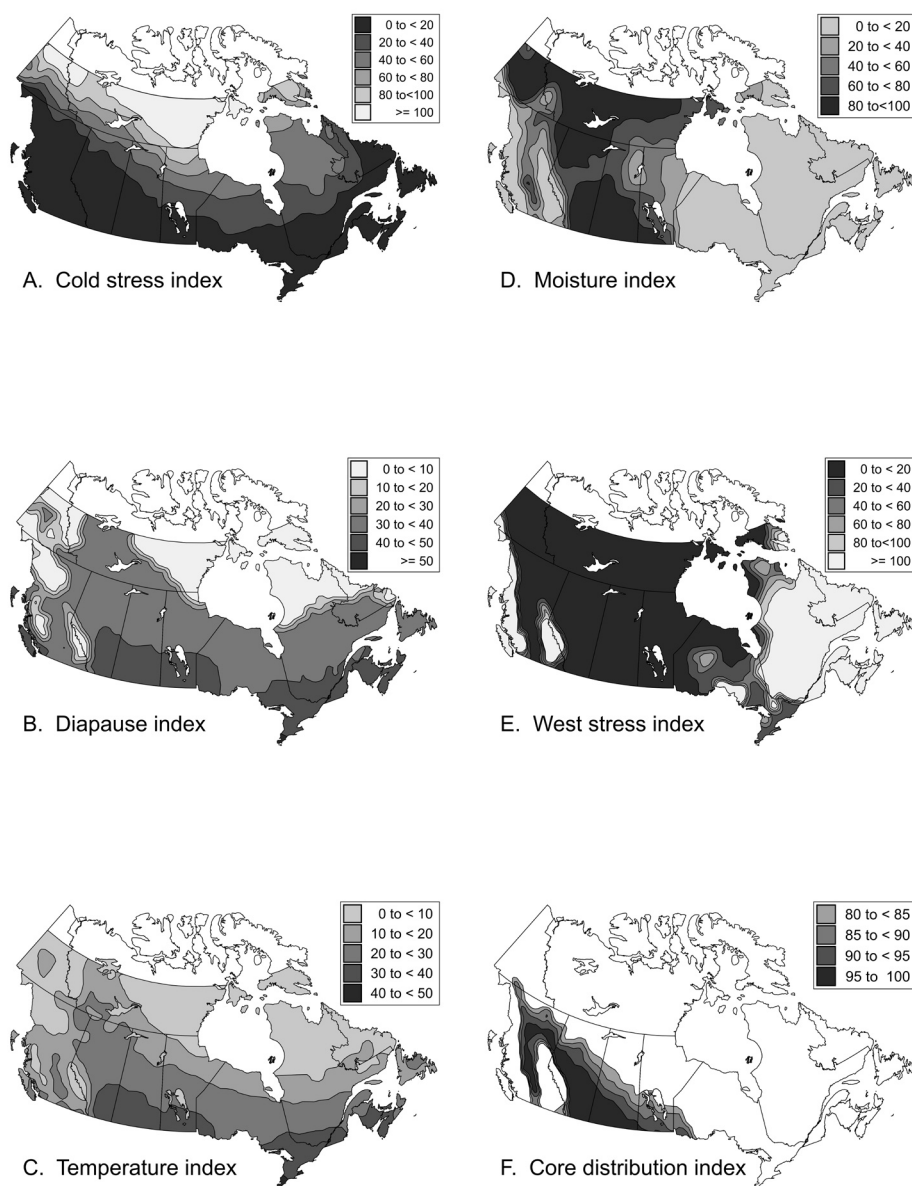 0 to < 20
20 to < 40
40 to < 60
60 to < 80
80 to<100
>= 100
A. Cold stress index
0 to < 20
20 to < 40
40 to < 60
60 to < 80
80 to<100
D. Moisture index
0 to < 10
10 to < 20
20 to < 30
30 to < 40
40 to < 50
>= 50
B. Diapause index
0 to < 20
20 to < 40
40 to < 60
60 to < 80
80 to<100
>= 100
E. West stress index
0 to < 10
10 to < 20
20 to < 30
30 to < 40
40 to < 50
C. Temperature index
80 to < 85
85 to < 90
90 to < 95
95 to 100
F. Core distribution index